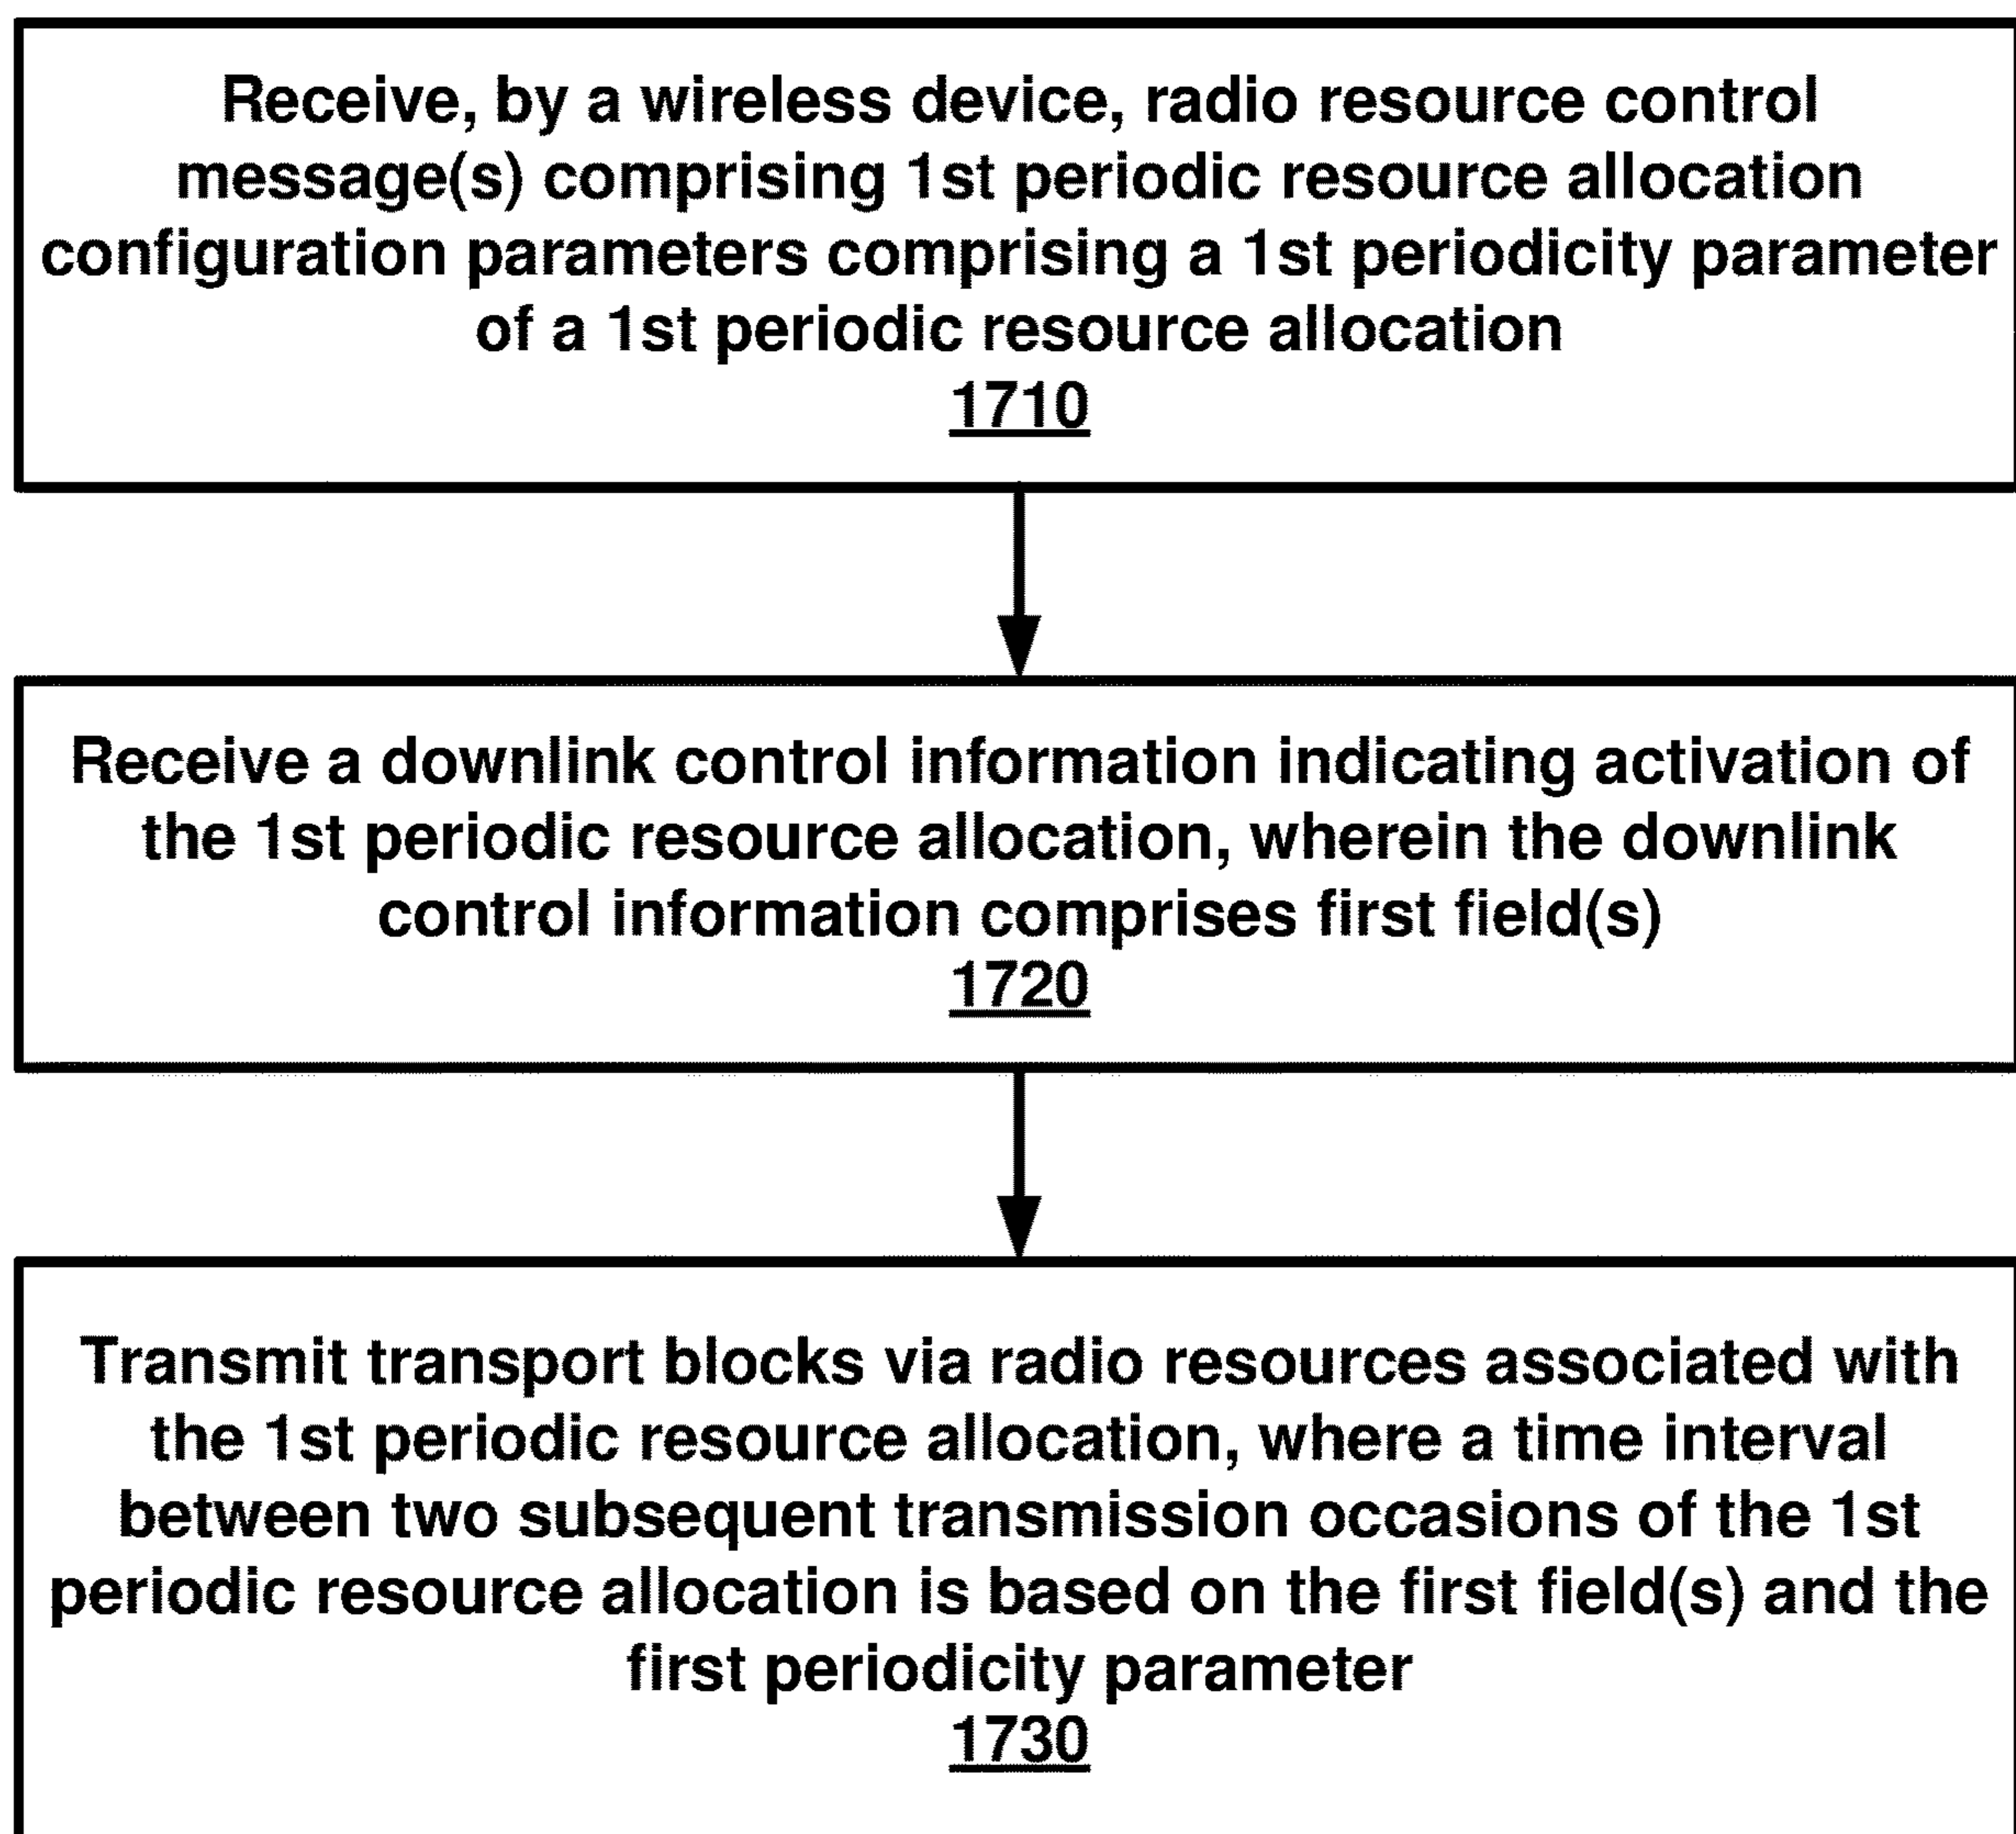 Receive, by a wireless device, radio resource control
message(s) comprising 1st periodic resource allocation
configuration parameters comprising a 1st periodicity parameter
of a 1st periodic resource allocation
1710
Receive a downlink control information indicating activation of
the 1st periodic resource allocation, wherein the downlink
control information comprises first field(s)
1720
Transmit transport blocks via radio resources associated with
the 1st periodic resource allocation, where a time interval
between two subsequent transmission occasions of the 1st
periodic resource allocation is based on the first field(s) and the
first periodicity parameter
1730